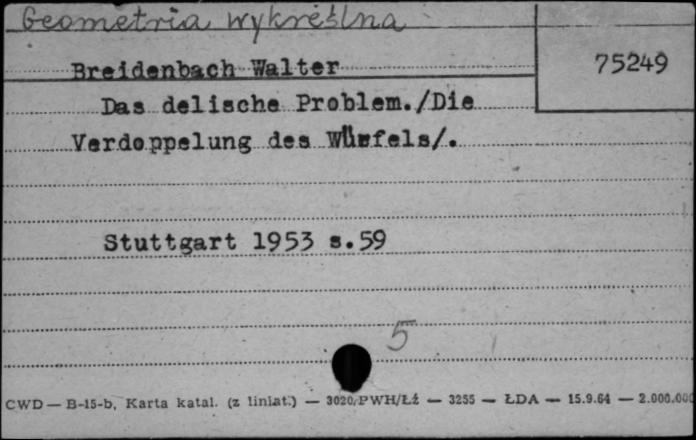 Geometria wykreślna
75249
Breidenbach Walter
Das delische Problem./Die
Verdoppelung des Würfels/.
Stuttgart 1953 s.59
5
CWD — B-15-b, Karta katal. (z liniat.) — 3020/PWH/Łź — 3255 — ŁDA — 15.9.64 — 2.000.000